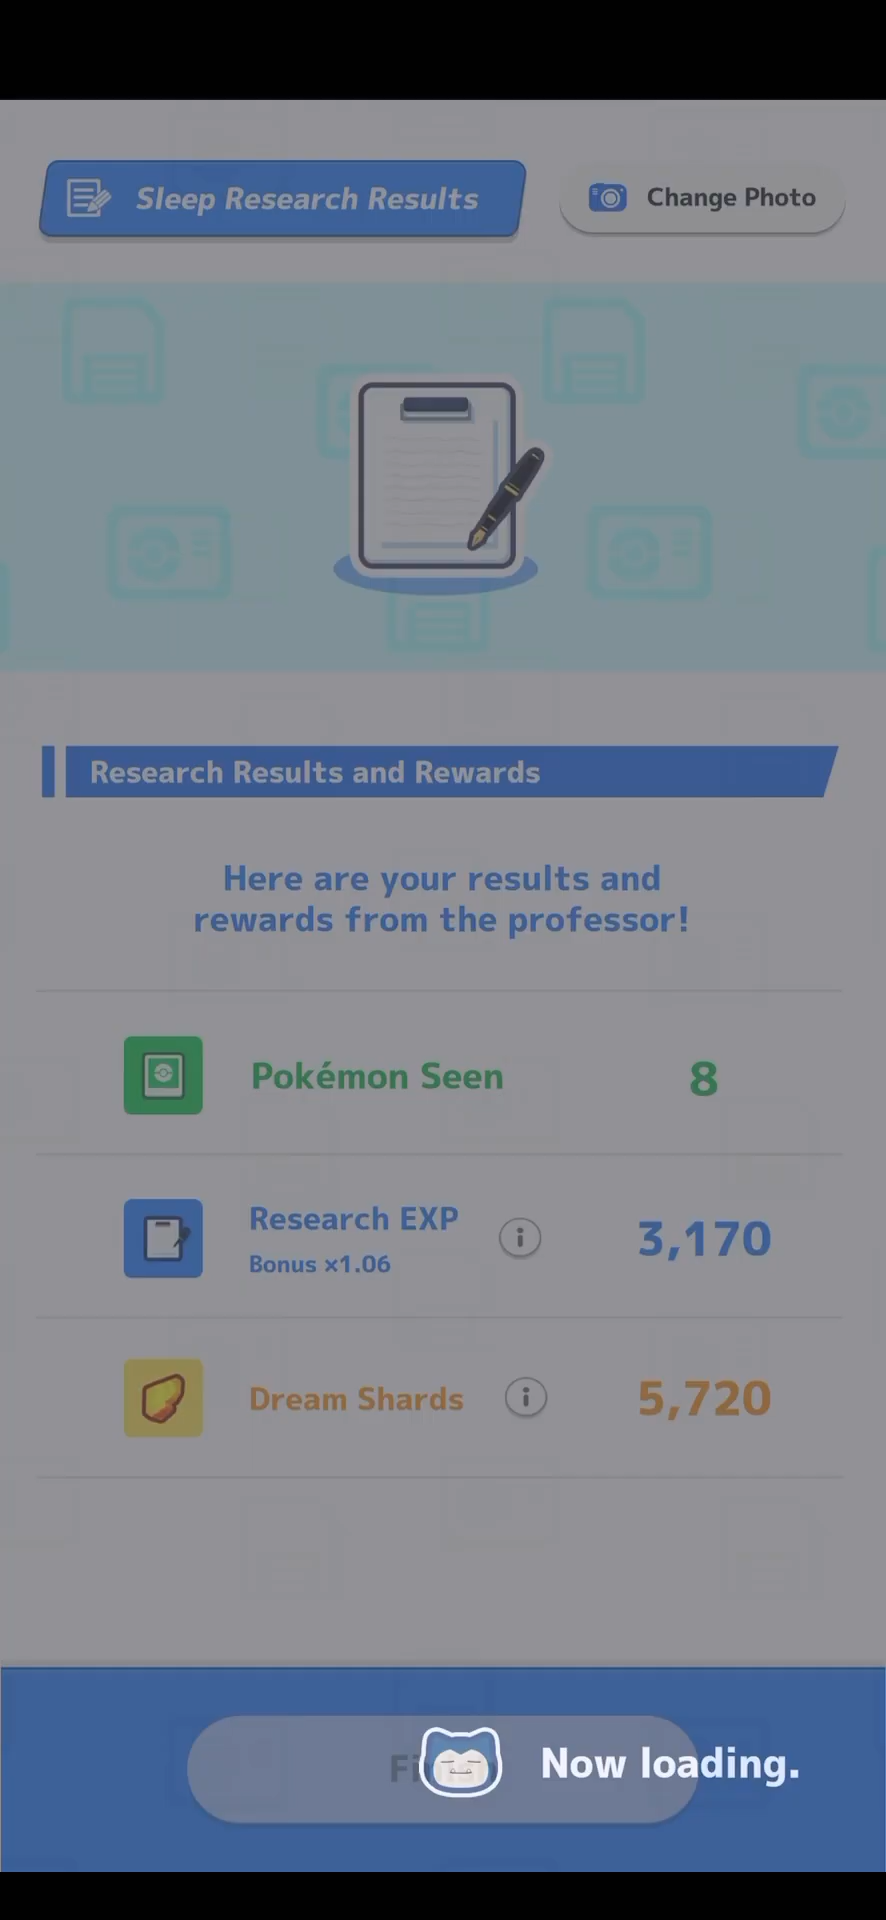 Sleep Research Results
Change Photo
Research Results and Rewards
Here are your results and
rewards from the professor!
Pokémon Seen
8
Research EXP
Bonus ×1.06
3,170
Dream Shards
5,720
Now loading.